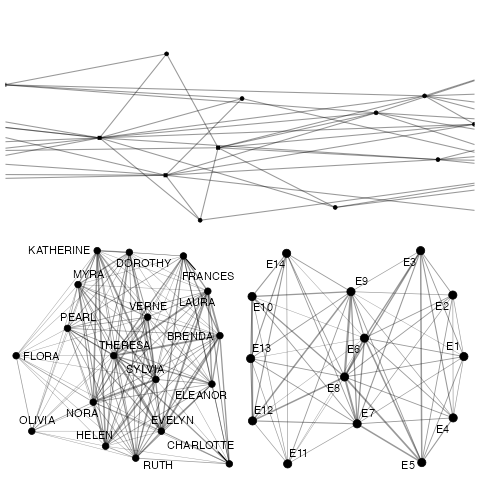 KATHERINE
DOROTHY
MYRA
FRANCES
LAURA
VERNE
PEARL
BRENDA
THERESA
FLORA
SYLVIA
ELEANOR
NORA
OLIVIA
EVELYN
HELEN
CHARLOTTE
RUTH
E3
E14
E9
E10
E2
E1
E13
E6
E8
E12
E7
E4
E11
E5